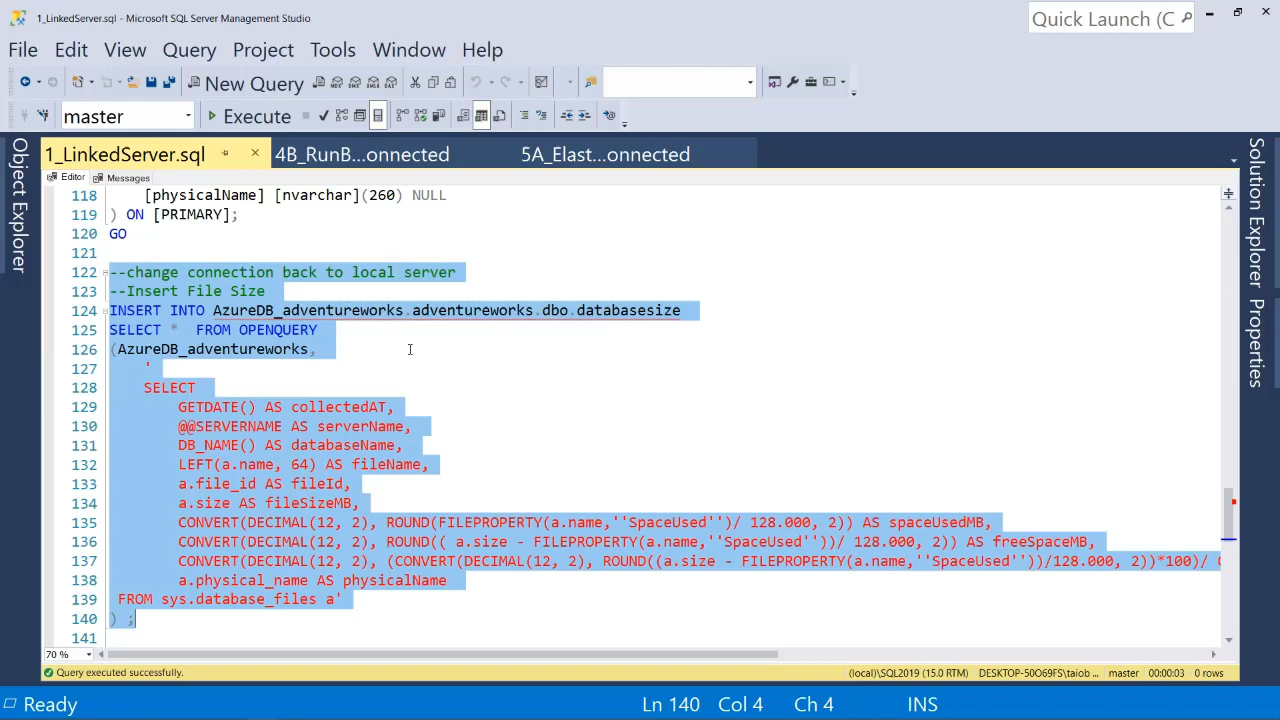 1_LinkedServer.sql - Microsoft SQL Server Management Studio
Quick Launch (C
File Edit View Query Project Tools Window Help
New Query
master Execute
1_LinkedServer.sql 4B_RunB...onnected 5A_Elast...onnected
Editor Messages
Object Explorer
Solution Explorer
Properties
118 [physicalName] [nvarchar](260) NULL
119 ) ON [PRIMARY];
120 GO
121
122 --change connection back to local server
123 --Insert File Size
124 INSERT INTO AzureDB_adventureworks.adventureworks.dbo.databasesize
125 SELECT * FROM OPENQUERY
126 (AzureDB_adventureworks,
127 '
128 SELECT
129 GETDATE() AS collectedAT,
130 @@SERVERNAME AS serverName,
131 DB_NAME() AS databaseName,
132 LEFT(a.name, 64) AS fileName,
133 a.file_id AS fileId,
134 a.size AS fileSizeMB,
135 CONVERT(DECIMAL(12, 2), ROUND(FILEPROPERTY(a.name,''SpaceUsed'')/ 128.000, 2)) AS spaceUsedMB,
136 CONVERT(DECIMAL(12, 2), ROUND(( a.size - FILEPROPERTY(a.name,''SpaceUsed''))/ 128.000, 2)) AS freeSpaceMB,
137 CONVERT(DECIMAL(12, 2), (CONVERT(DECIMAL(12, 2), ROUND((a.size - FILEPROPERTY(a.name,''SpaceUsed''))/128.000, 2))*100)/
138 a.physical_name AS physicalName
139 FROM sys.database_files a'
140 ) ;
141
70 %
Query executed successfully. (local)\SQL2019 (15.0 RTM) DESKTOP-50O69FS\taiob ... master 00:00:03 0 rows
Ready Ln 140 Col 4 Ch 4 INS